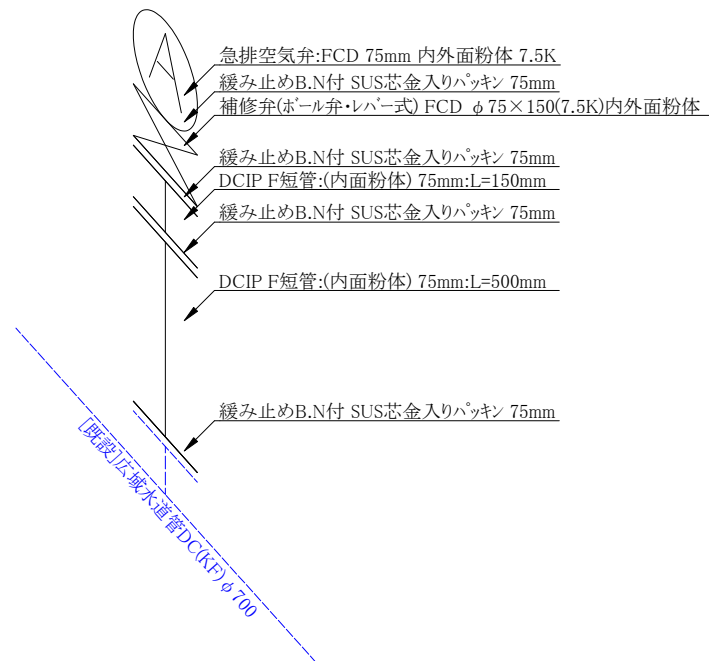 急排空気弁:FCD 75mm 内外面粉体 7.5K
緩み止めB.N付 SUS芯金入りﾊﾟｯｷﾝ 75mm
補修弁(ﾎﾞｰﾙ弁・ﾚﾊﾞｰ式) FCD φ75×150(7.5K)内外面粉体
緩み止めB.N付 SUS芯金入りﾊﾟｯｷﾝ 75mm
DCIP F短管:(内面粉体) 75mm:L=150mm
緩み止めB.N付 SUS芯金入りﾊﾟｯｷﾝ 75mm
DCIP F短管:(内面粉体) 75mm:L=500mm
緩み止めB.N付 SUS芯金入りﾊﾟｯｷﾝ 75mm
[既設]広域水道管DC(KF)φ700
A